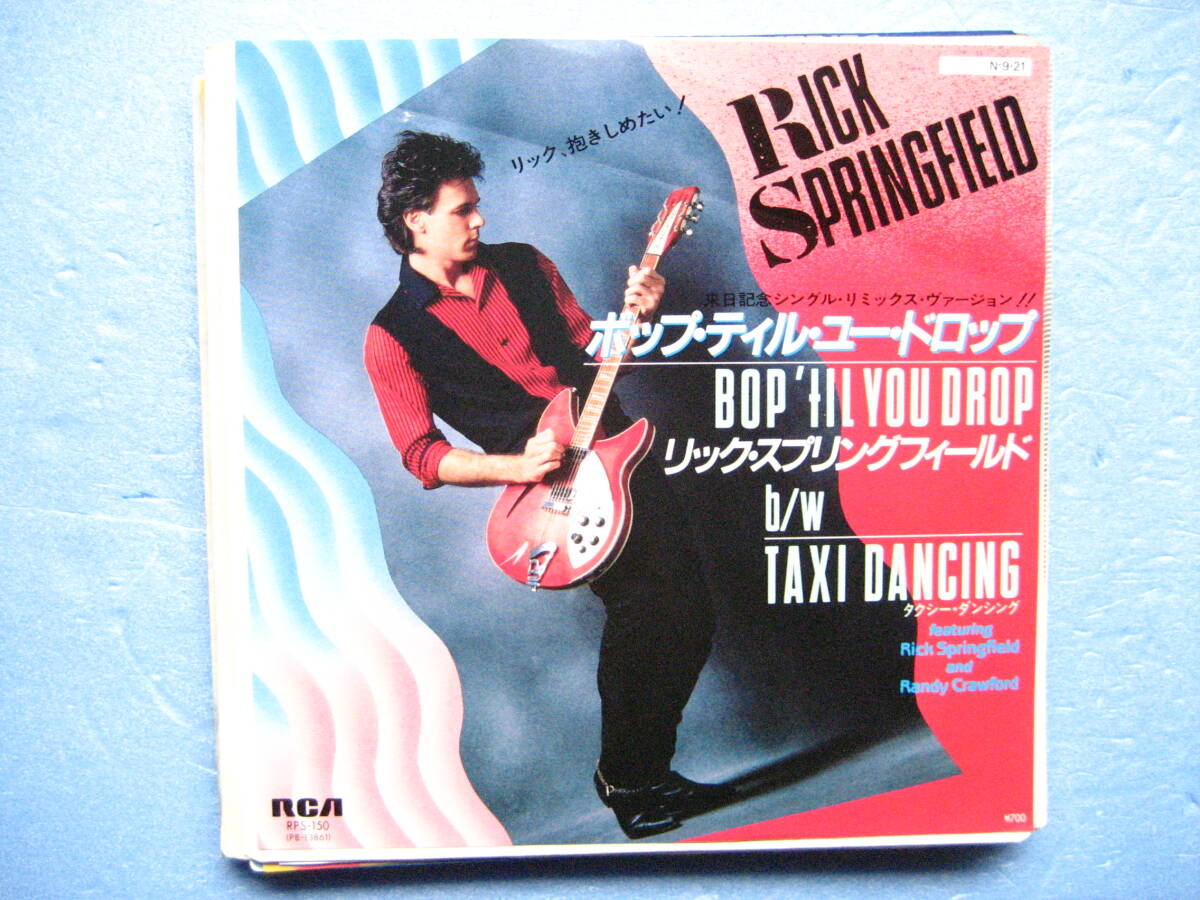 N·9·21
RICK
SPRINGFIELD
リック、抱きしめたい!
来日記念シングル・リミックス・ヴァージョン!!
ボップ・ティル・ユー・ドロップ
BOP 'tIL YOU DROP
リック・スプリングフィールド
b/w
TAXI DANCING
タクシー・ダンシング
featuring
Rick Springfield
and
Randy Crawford
RCA
RPS-150
(PB-13861)
¥700